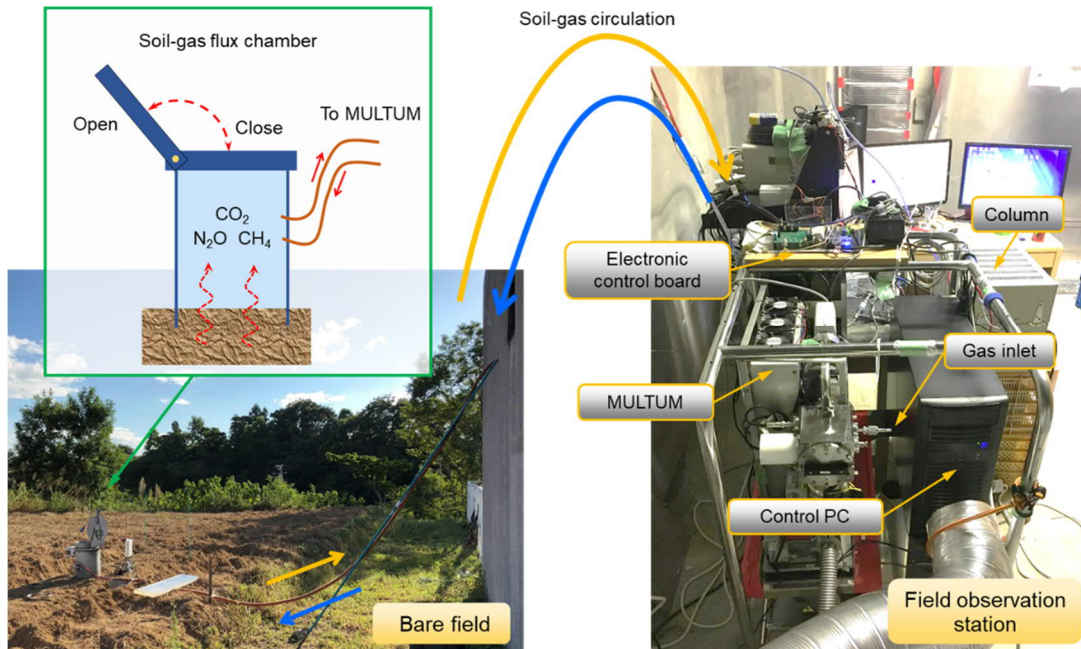 Soil-gas circulation
Soil-gas flux chamber
To MULTUM
Open
Close
CO₂
N₂O CH₄
Column
Electronic
control board
Gas inlet
MULTUM
Control PC
Bare field
Field observation
station